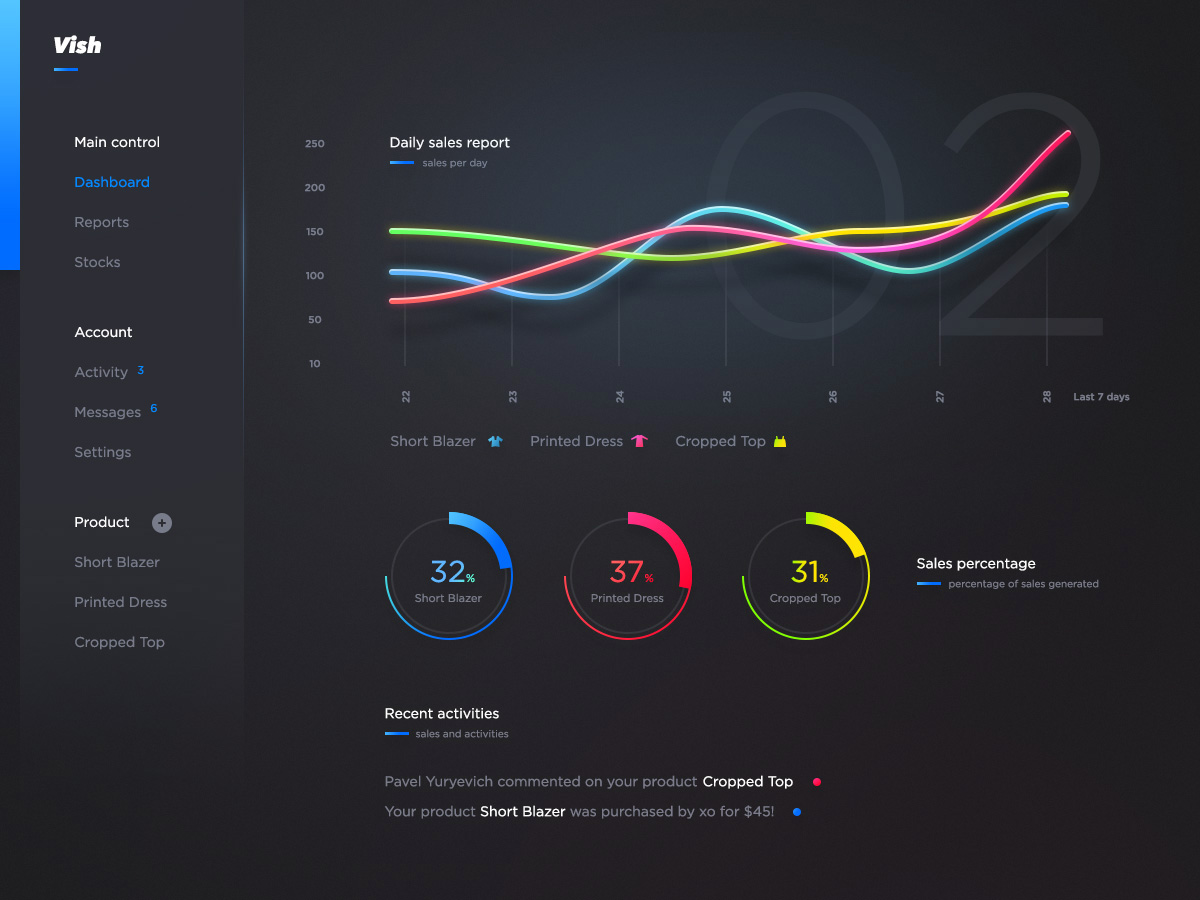 Vish
Main control
Dashboard
Reports
Stocks
Account
Activity 3
Messages 6
Settings
Product +
Short Blazer
Printed Dress
Cropped Top
02
Daily sales report
sales per day
250
200
150
100
50
10
22 23 24 25 26 27 28 Last 7 days
Short Blazer Printed Dress Cropped Top
32% Short Blazer
37% Printed Dress
31% Cropped Top
Sales percentage
percentage of sales generated
Recent activities
sales and activities
Pavel Yuryevich commented on your product Cropped Top
Your product Short Blazer was purchased by xo for $45!